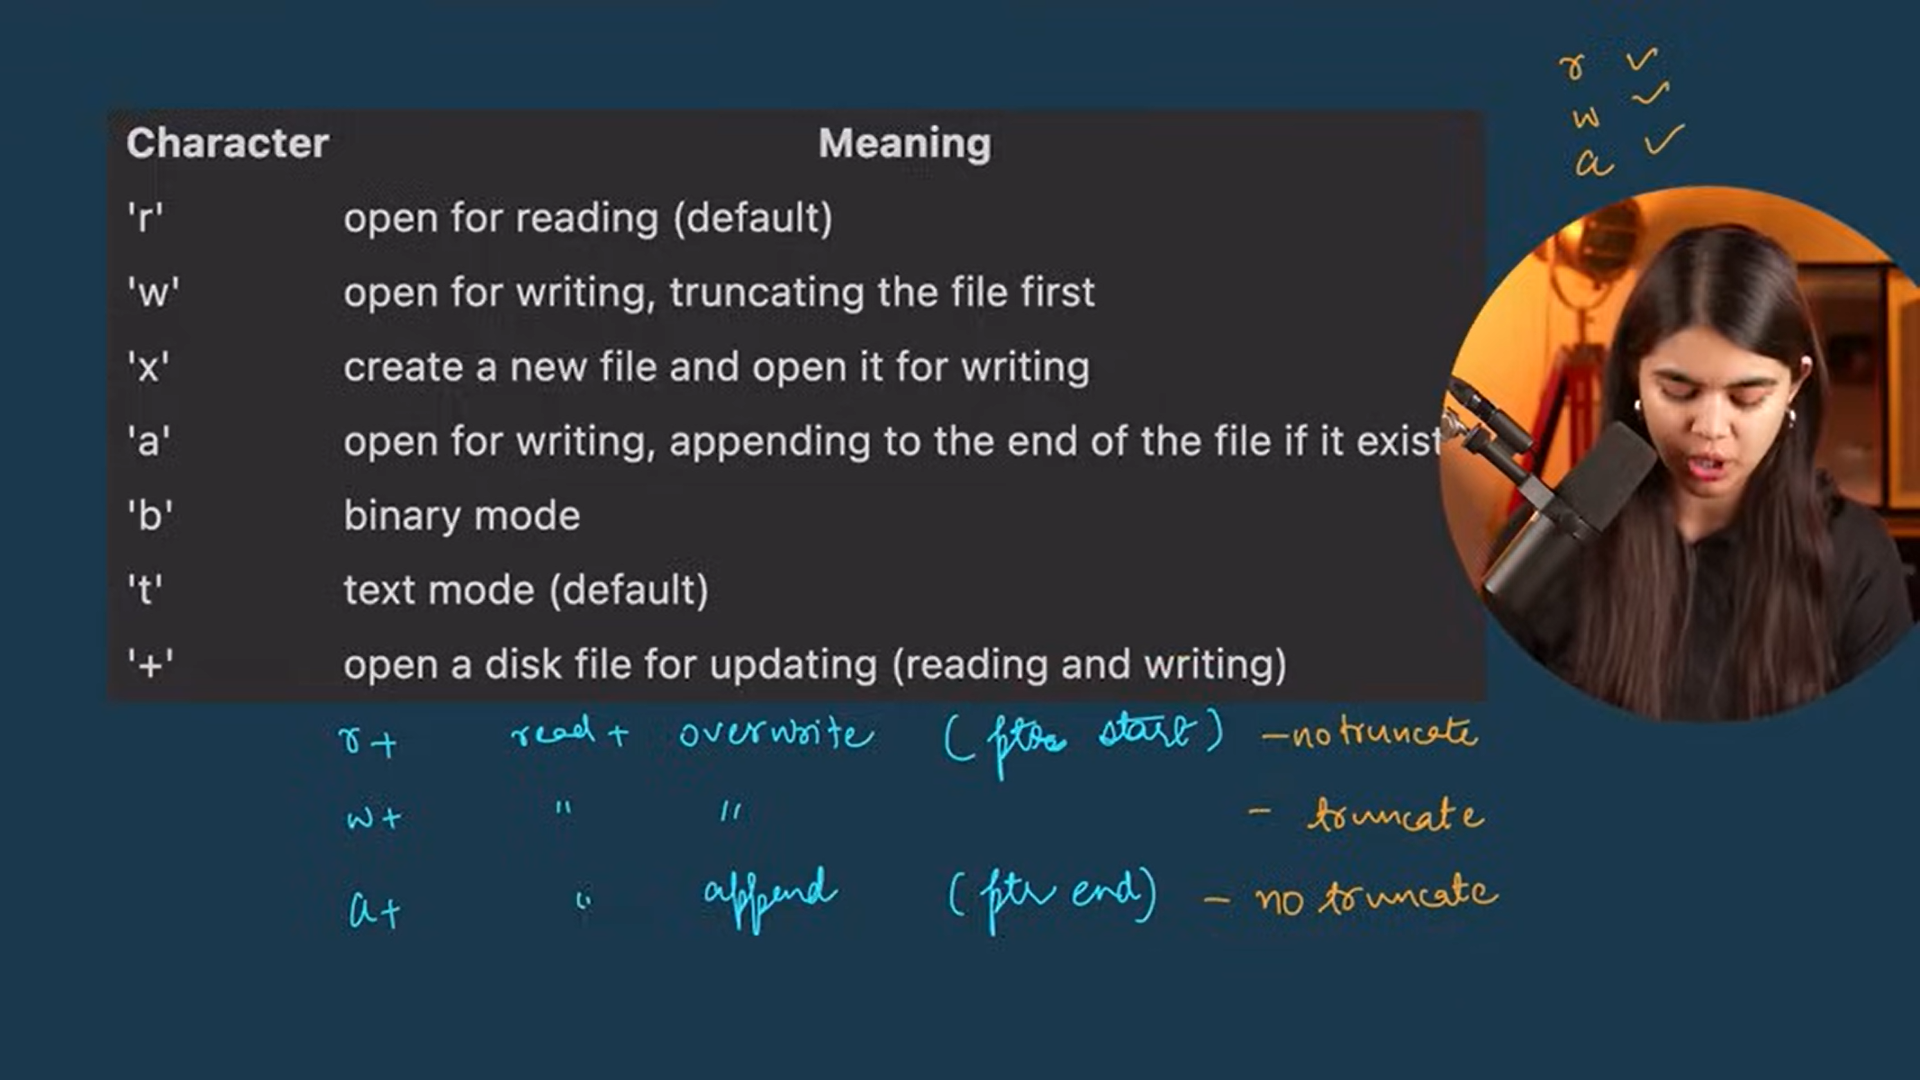 r ✓
w ✓
a ✓
Character Meaning
'r' open for reading (default)
'w' open for writing, truncating the file first
'x' create a new file and open it for writing
'a' open for writing, appending to the end of the file if it exist
'b' binary mode
't' text mode (default)
'+' open a disk file for updating (reading and writing)
r+ read + overwrite (ptr start) - no truncate
w+ " " - truncate
a+ " append (ptr end) - no truncate